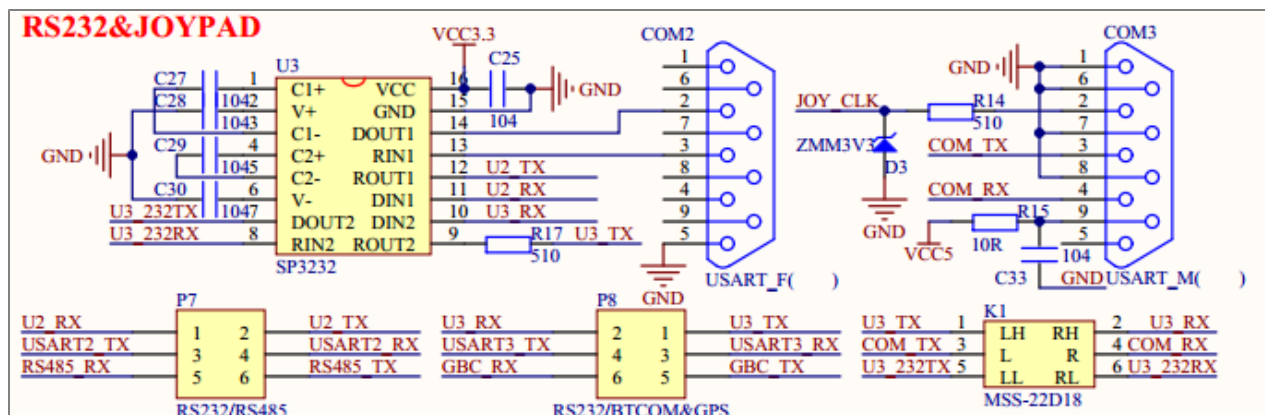 RS232&JOYPAD
VCC3.3
COM2
COM3
U3
C25
C27
1
C1+
VCC
16
1
1
C28
1042
V+
GND
15
104
GND
6
GND
6
1043
C1-
DOUT1
14
2
JOY_CLK
R14
2
C29
4
C2+
RIN1
13
7
510
7
GND
1045
C2-
ROUT1
12
U2_TX
3
ZMM3V3
COM_TX
3
C30
6
V-
DIN1
11
U2_RX
8
D3
8
U3_232TX
1047
DOUT2
DIN2
10
U3_RX
4
COM_RX
4
U3_232RX
8
RIN2
ROUT2
9
R17
U3_TX
9
GND
R15
9
SP3232
510
5
VCC5
10R
104
5
USART_F( )
C33
GND
USART_M( )
P7
P8
GND
K1
U2_RX
1
2
U2_TX
U3_RX
2
1
U3_TX
U3_TX
1
LH
RH
2
U3_RX
USART2_TX
3
4
USART2_RX
USART3_TX
4
3
USART3_RX
COM_TX
3
L
R
4
COM_RX
RS485_RX
5
6
RS485_TX
GBC_RX
6
5
GBC_TX
U3_232TX
5
LL
RL
6
U3_232RX
RS232/RS485
RS232/BTCOM&GPS
MSS-22D18